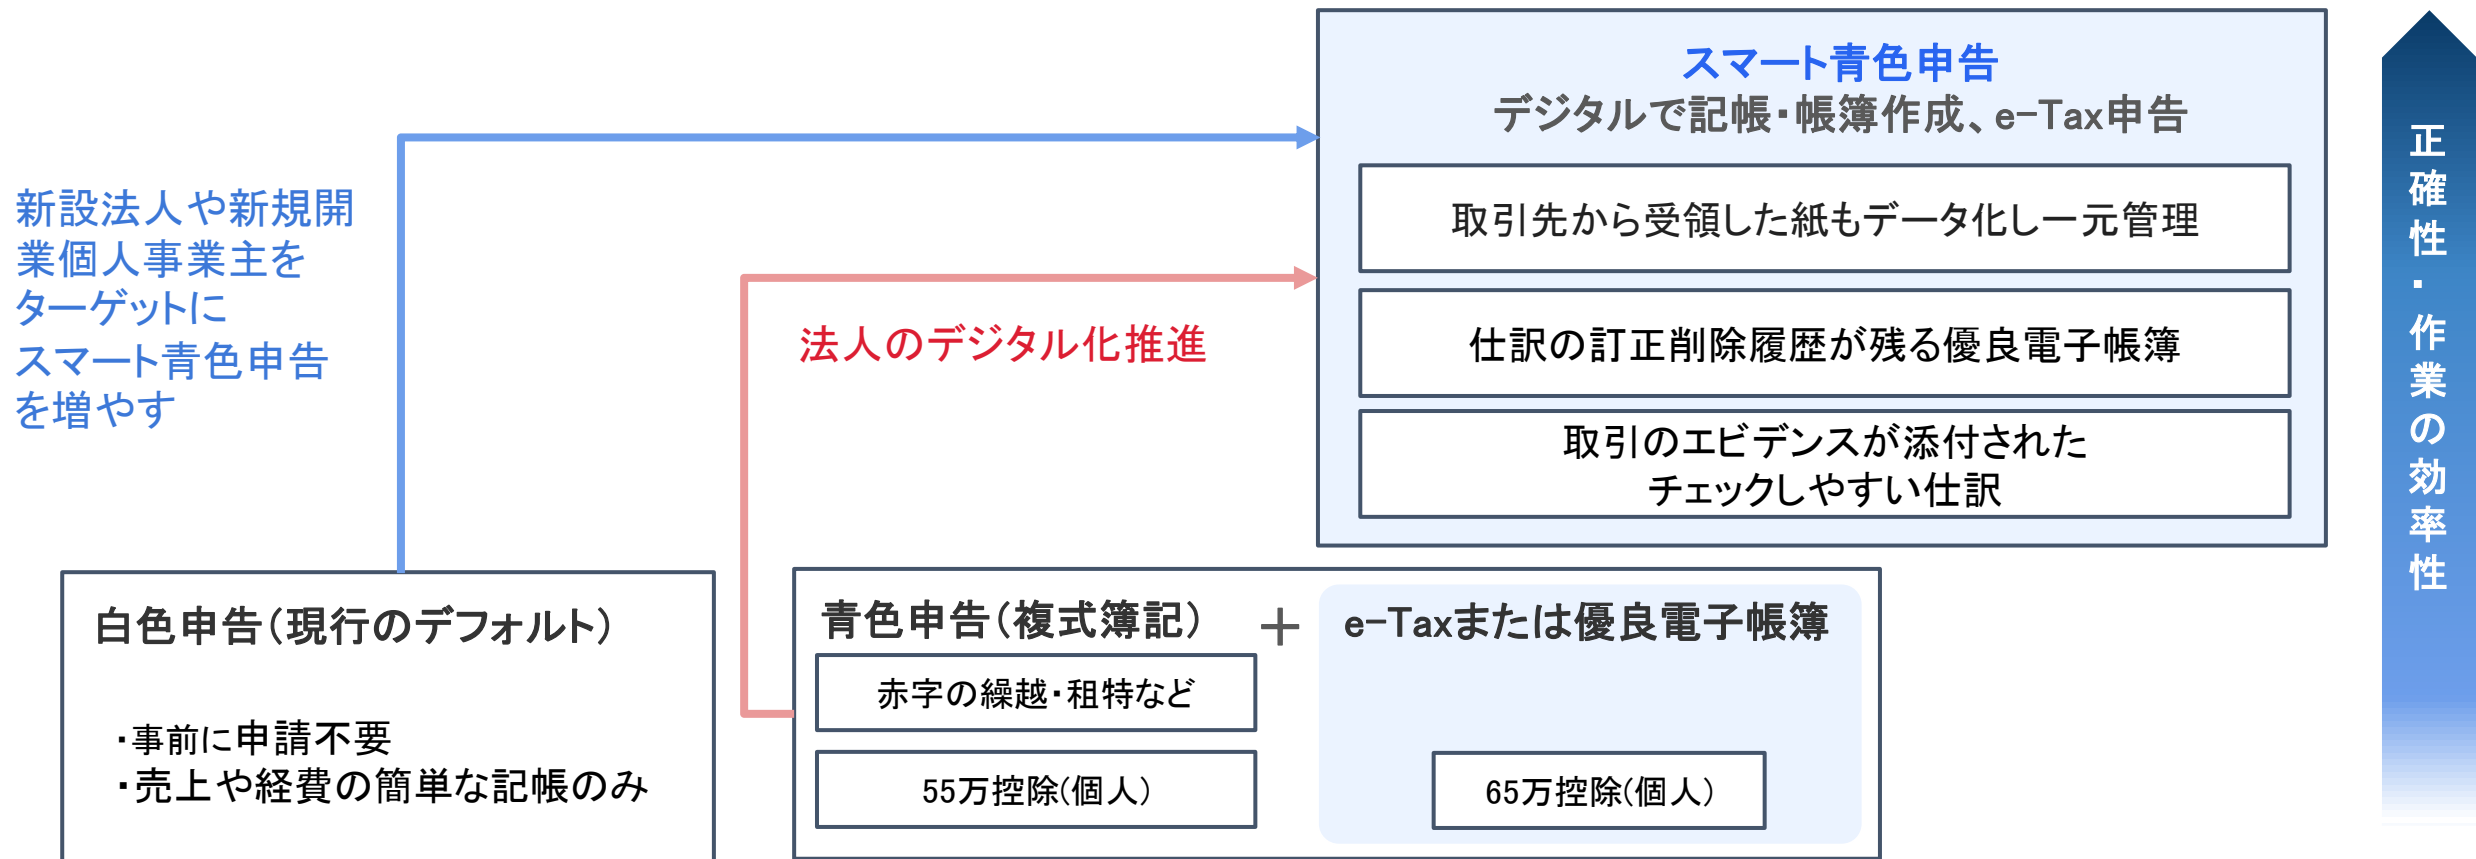 スマート青色申告
デジタルで記帳・帳簿作成、e-Tax申告
取引先から受領した紙もデータ化し一元管理
仕訳の訂正削除履歴が残る優良電子帳簿
取引のエビデンスが添付された
チェックしやすい仕訳
新設法人や新規開
業個人事業主を
ターゲットに
スマート青色申告
を増やす
法人のデジタル化推進
白色申告(現行のデフォルト)
・事前に申請不要
・売上や経費の簡単な記帳のみ
青色申告(複式簿記)
+
e-Taxまたは優良電子帳簿
赤字の繰越・租特など
55万控除(個人)
65万控除(個人)
正確性・作業の効率性